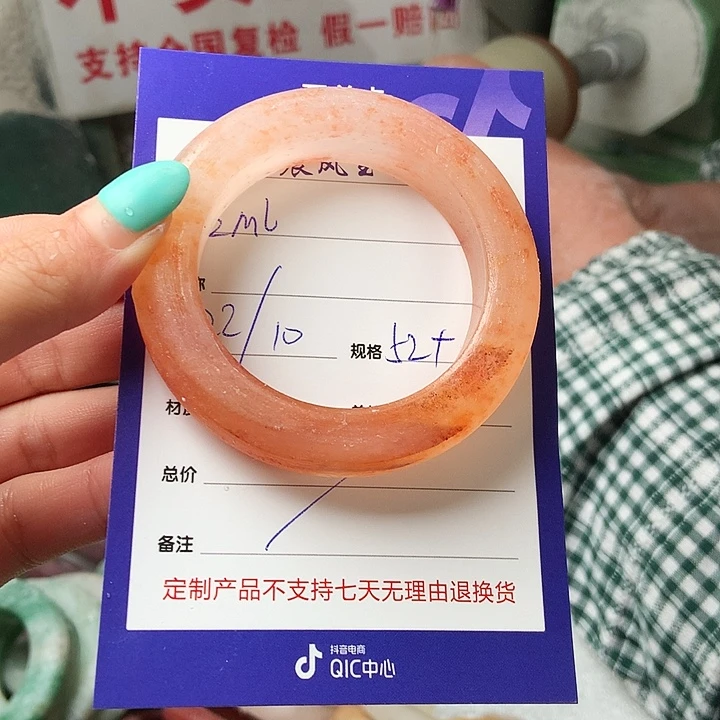 支持全国复检 假一赔
2ml
02/10 规格 52+
总价
备注
定制产品不支持七天无理由退换货
抖音电商
QIC中心